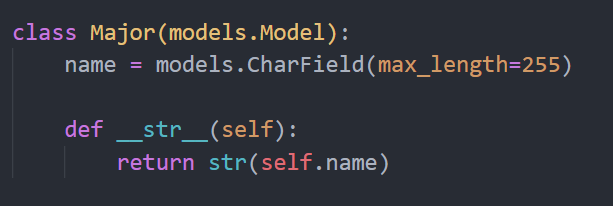 class Major(models.Model):
    name = models.CharField(max_length=255)

    def __str__(self):
        return str(self.name)